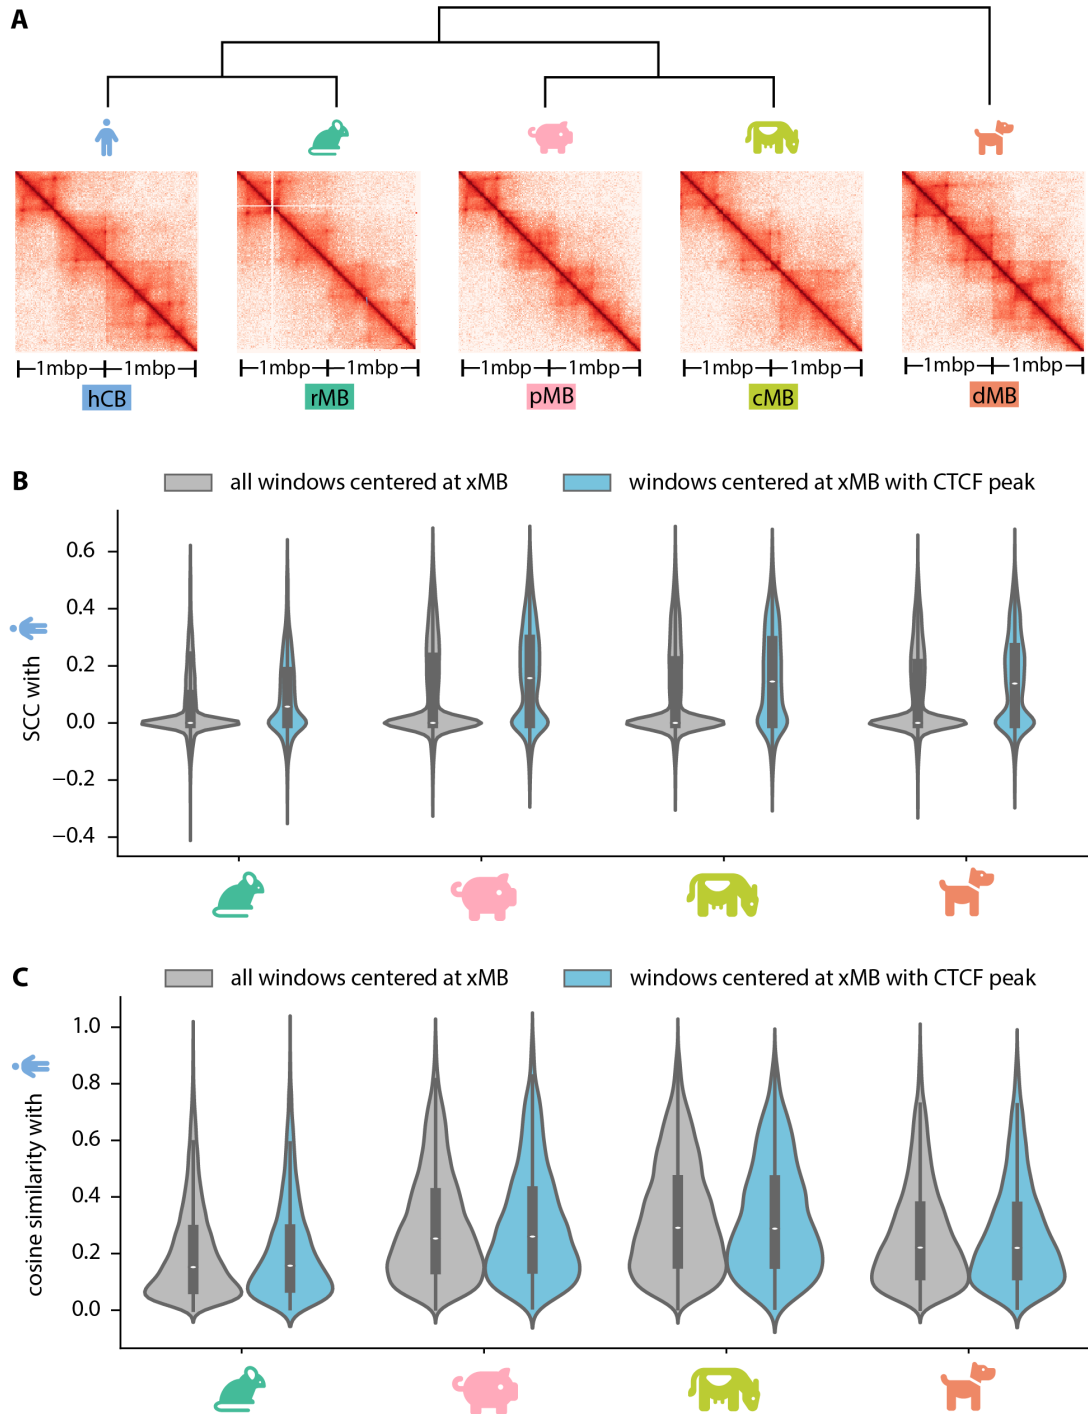 A
1mbp 1mbp 1mbp 1mbp 1mbp 1mbp 1mbp 1mbp 1mbp 1mbp
hCB rMB pMB cMB dMB
B
all windows centered at xMB windows centered at xMB with CTCF peak
0.6
0.4
0.2
0.0
−0.2
−0.4
SCC with
C
all windows centered at xMB windows centered at xMB with CTCF peak
1.0
0.8
0.6
0.4
0.2
0.0
cosine similarity with